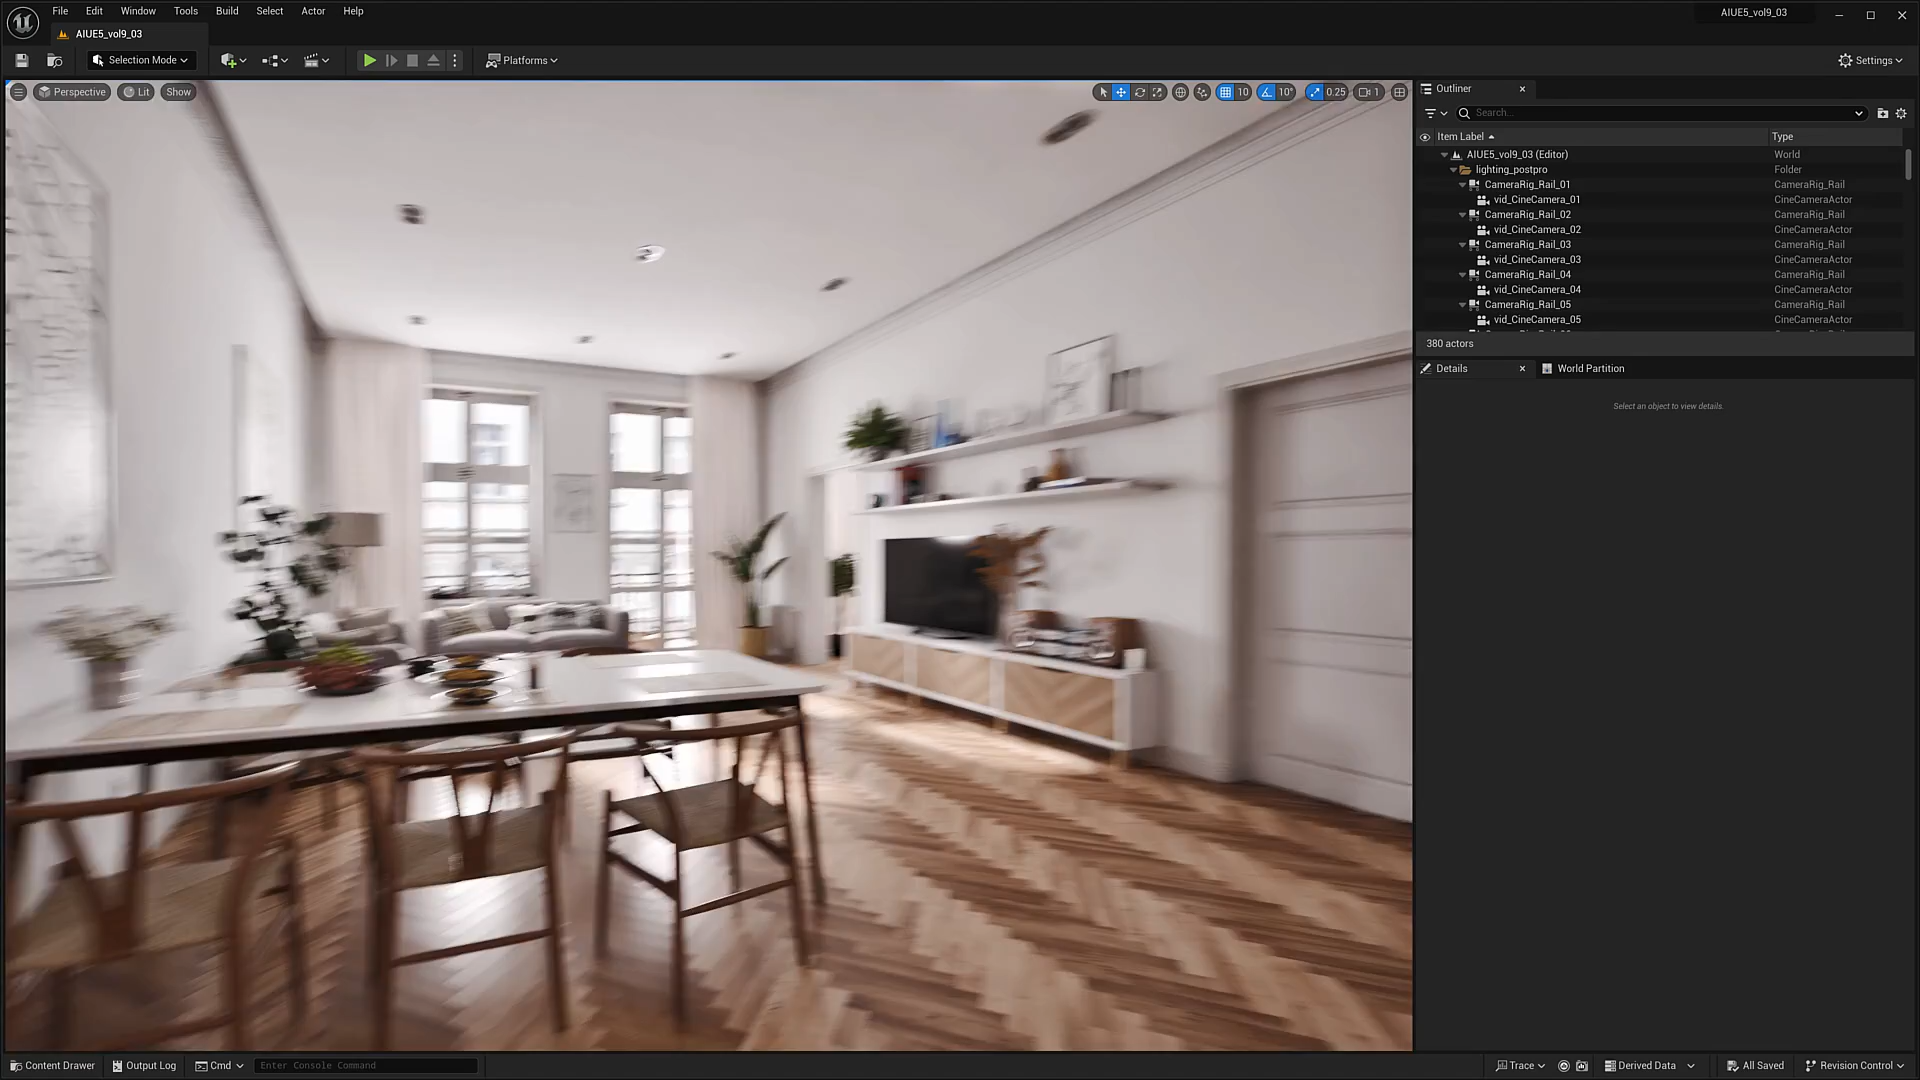 File Edit Window Tools Build Select Actor Help
AIUE5_vol9_03
AIUE5_vol9_03
Selection Mode
Platforms
Settings
Perspective Lit Show
10 10° 0.25 1
Outliner
Search...
Item Label Type
AIUE5_vol9_03 (Editor) World
lighting_postpro Folder
CameraRig_Rail_01 CameraRig_Rail
vid_CineCamera_01 CineCameraActor
CameraRig_Rail_02 CameraRig_Rail
vid_CineCamera_02 CineCameraActor
CameraRig_Rail_03 CameraRig_Rail
vid_CineCamera_03 CineCameraActor
CameraRig_Rail_04 CameraRig_Rail
vid_CineCamera_04 CineCameraActor
CameraRig_Rail_05 CameraRig_Rail
vid_CineCamera_05 CineCameraActor
380 actors
Details World Partition
Select an object to view details.
Content Drawer Output Log Cmd Enter Console Command Trace Derived Data All Saved Revision Control